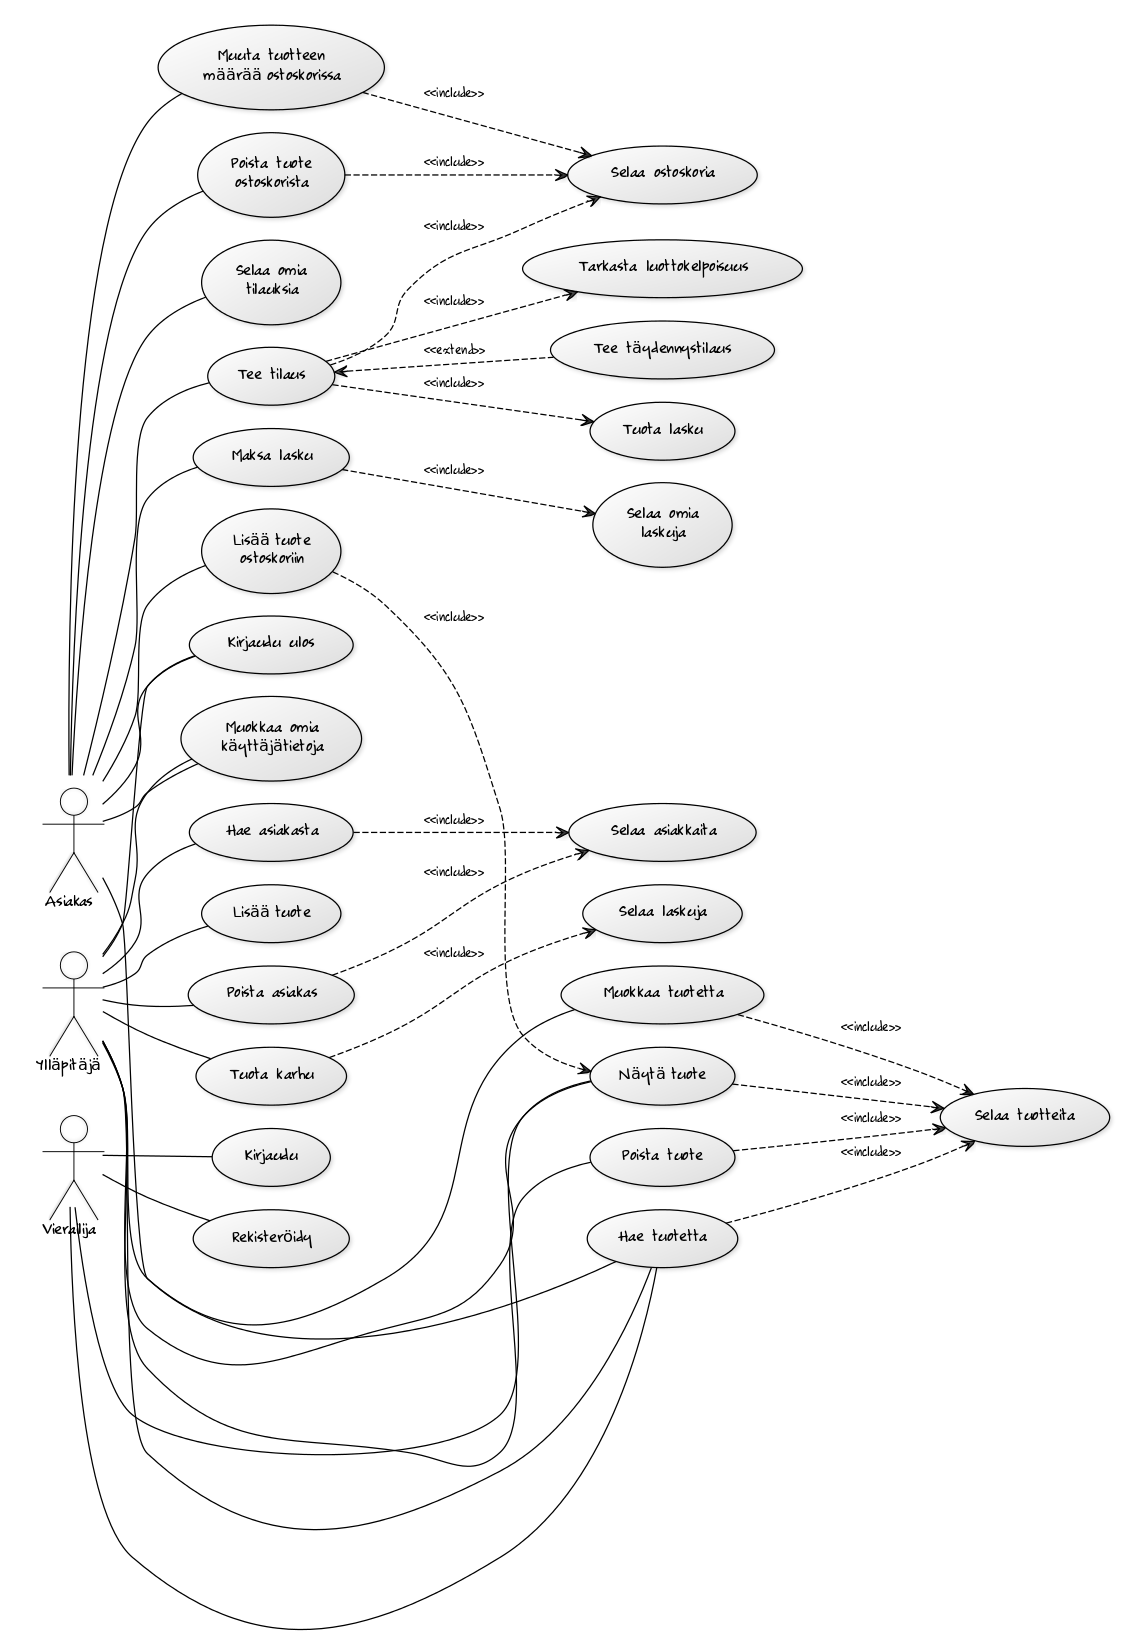 Muuta tuotteen
määrää ostoskorissa
<<include>>
Poista tuote
ostoskorista
<<include>>
Selaa ostoskoria
<<include>>
Selaa omia
tilauksia
Tarkasta luottokelpoisuus
<<include>>
Tee täydennystilaus
<<extend>>
Tee tilaus
<<include>>
Tuota lasku
Maksa lasku
<<include>>
Selaa omia
laskuja
Lisää tuote
ostoskoriin
<<include>>
Kirjaudu ulos
Muokkaa omia
käyttäjätietoja
Hae asiakasta
<<include>>
Selaa asiakkaita
<<include>>
Asiakas
Lisää tuote
Selaa laskuja
<<include>>
Poista asiakas
Muokkaa tuotetta
<<include>>
Ylläpitäjä
Tuota karhu
Näytä tuote
<<include>>
Selaa tuotteita
<<include>>
Kirjaudu
Poista tuote
<<include>>
Vierailija
Rekisteröidy
Hae tuotetta